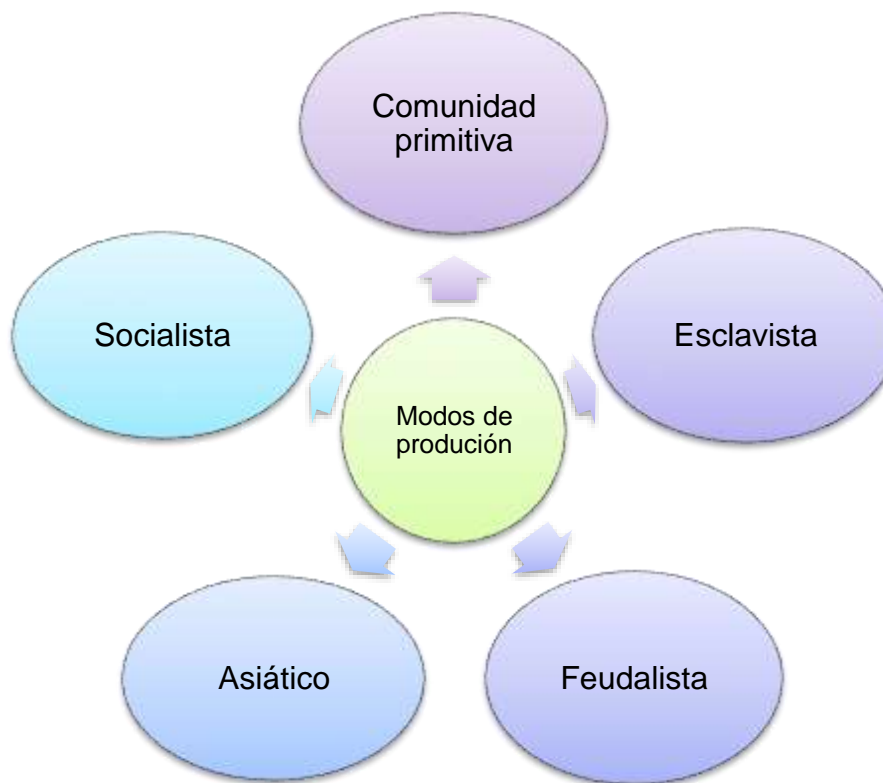 Comunidad
primitiva
Socialista
Esclavista
Modos de
produción
Asiático
Feudalista